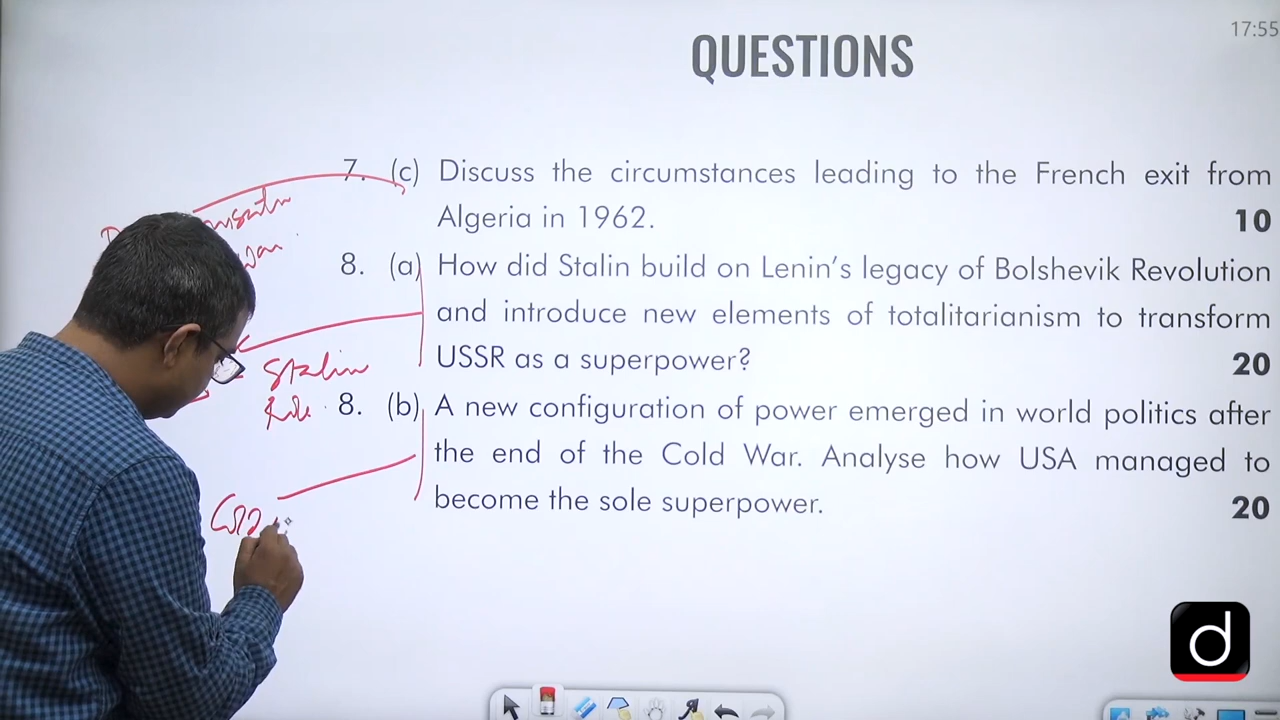 17:55
QUESTIONS
7. (c) Discuss the circumstances leading to the French exit from
Algeria in 1962. 10
8. (a) How did Stalin build on Lenin's legacy of Bolshevik Revolution
and introduce new elements of totalitarianism to transform
USSR as a superpower? 20
Stalin
Role
8. (b) A new configuration of power emerged in world politics after
the end of the Cold War. Analyse how USA managed to
become the sole superpower. 20
d